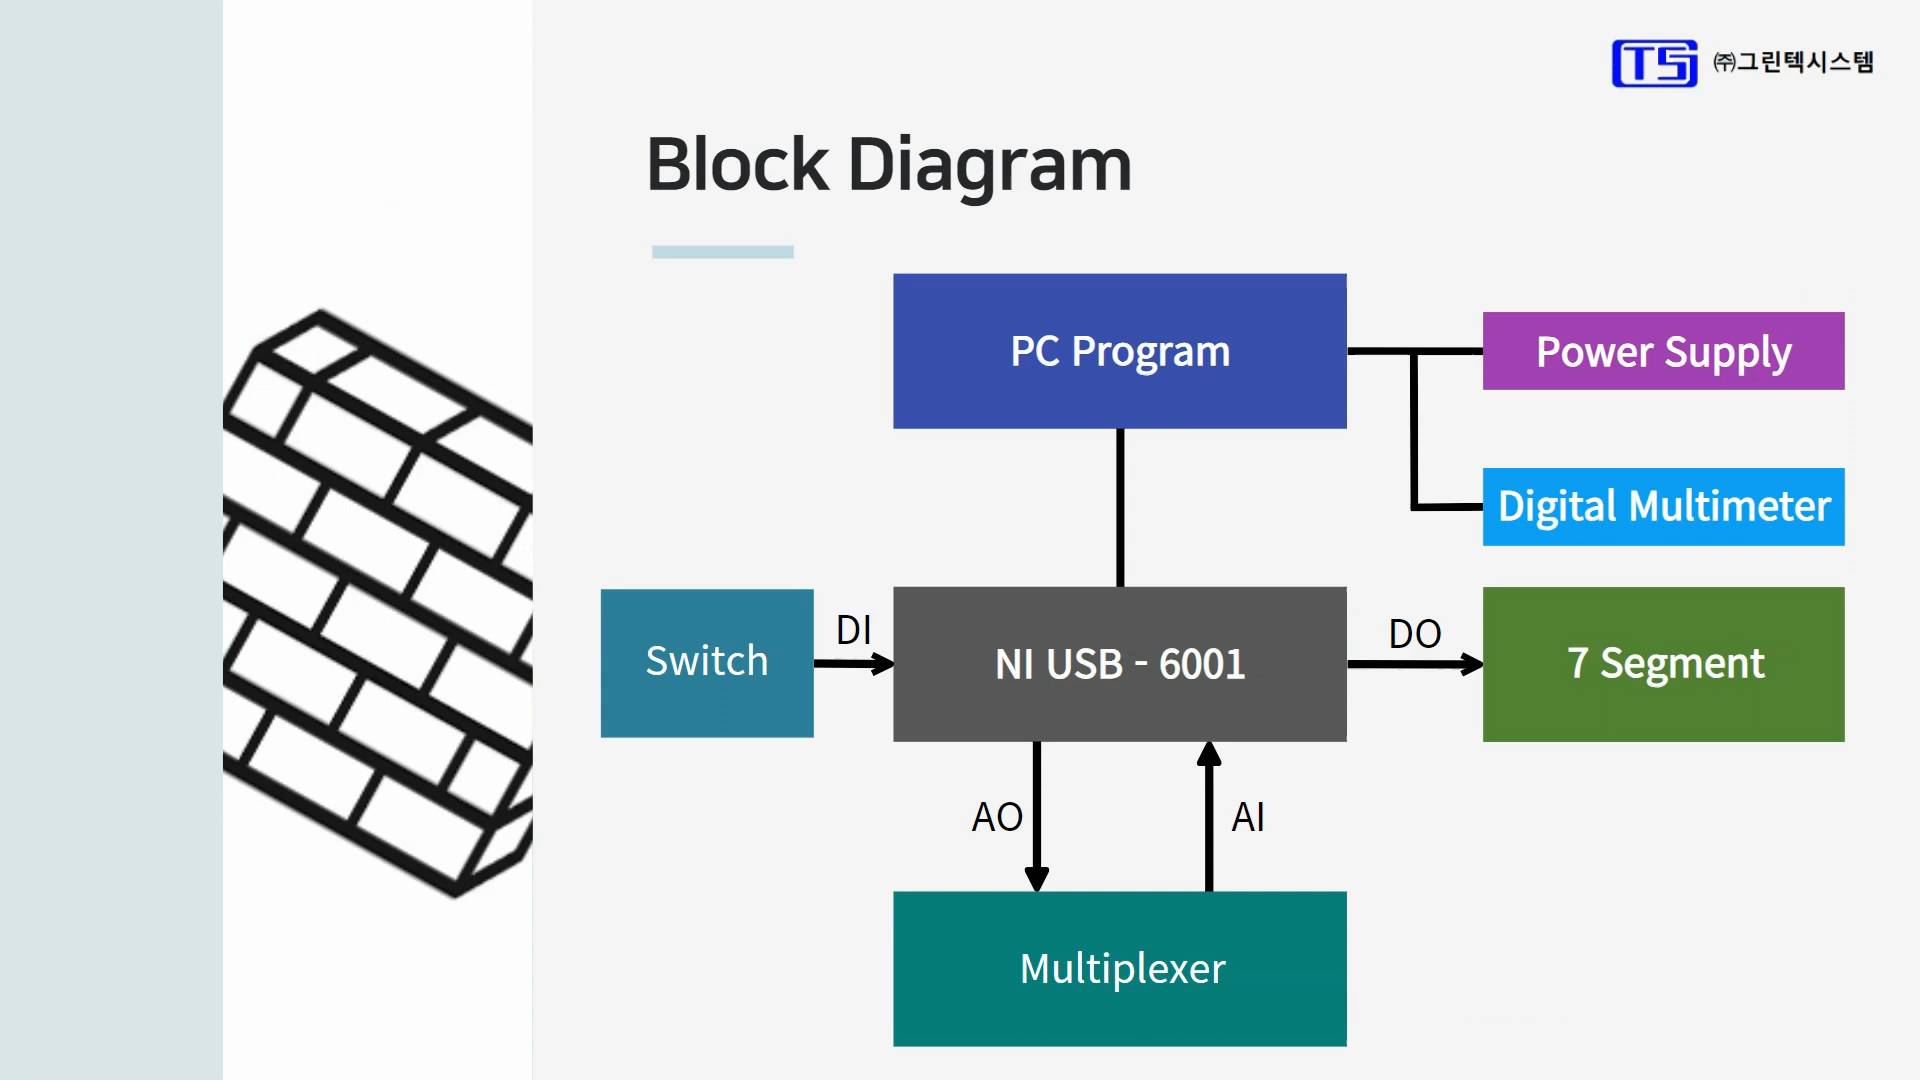 TS ㈜그린텍시스템
Block Diagram
PC Program
Power Supply
Digital Multimeter
Switch
DI
NI USB - 6001
DO
7 Segment
AO
AI
Multiplexer